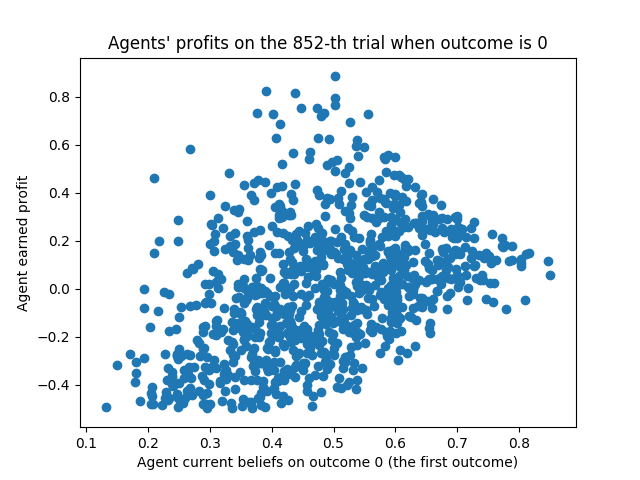 Agents' profits on the 852-th trial when outcome is 0
Agent earned profit
0.8
0.6
0.4
0.2
0.0
−0.2
−0.4
0.1 0.2 0.3 0.4 0.5 0.6 0.7 0.8
Agent current beliefs on outcome 0 (the first outcome)